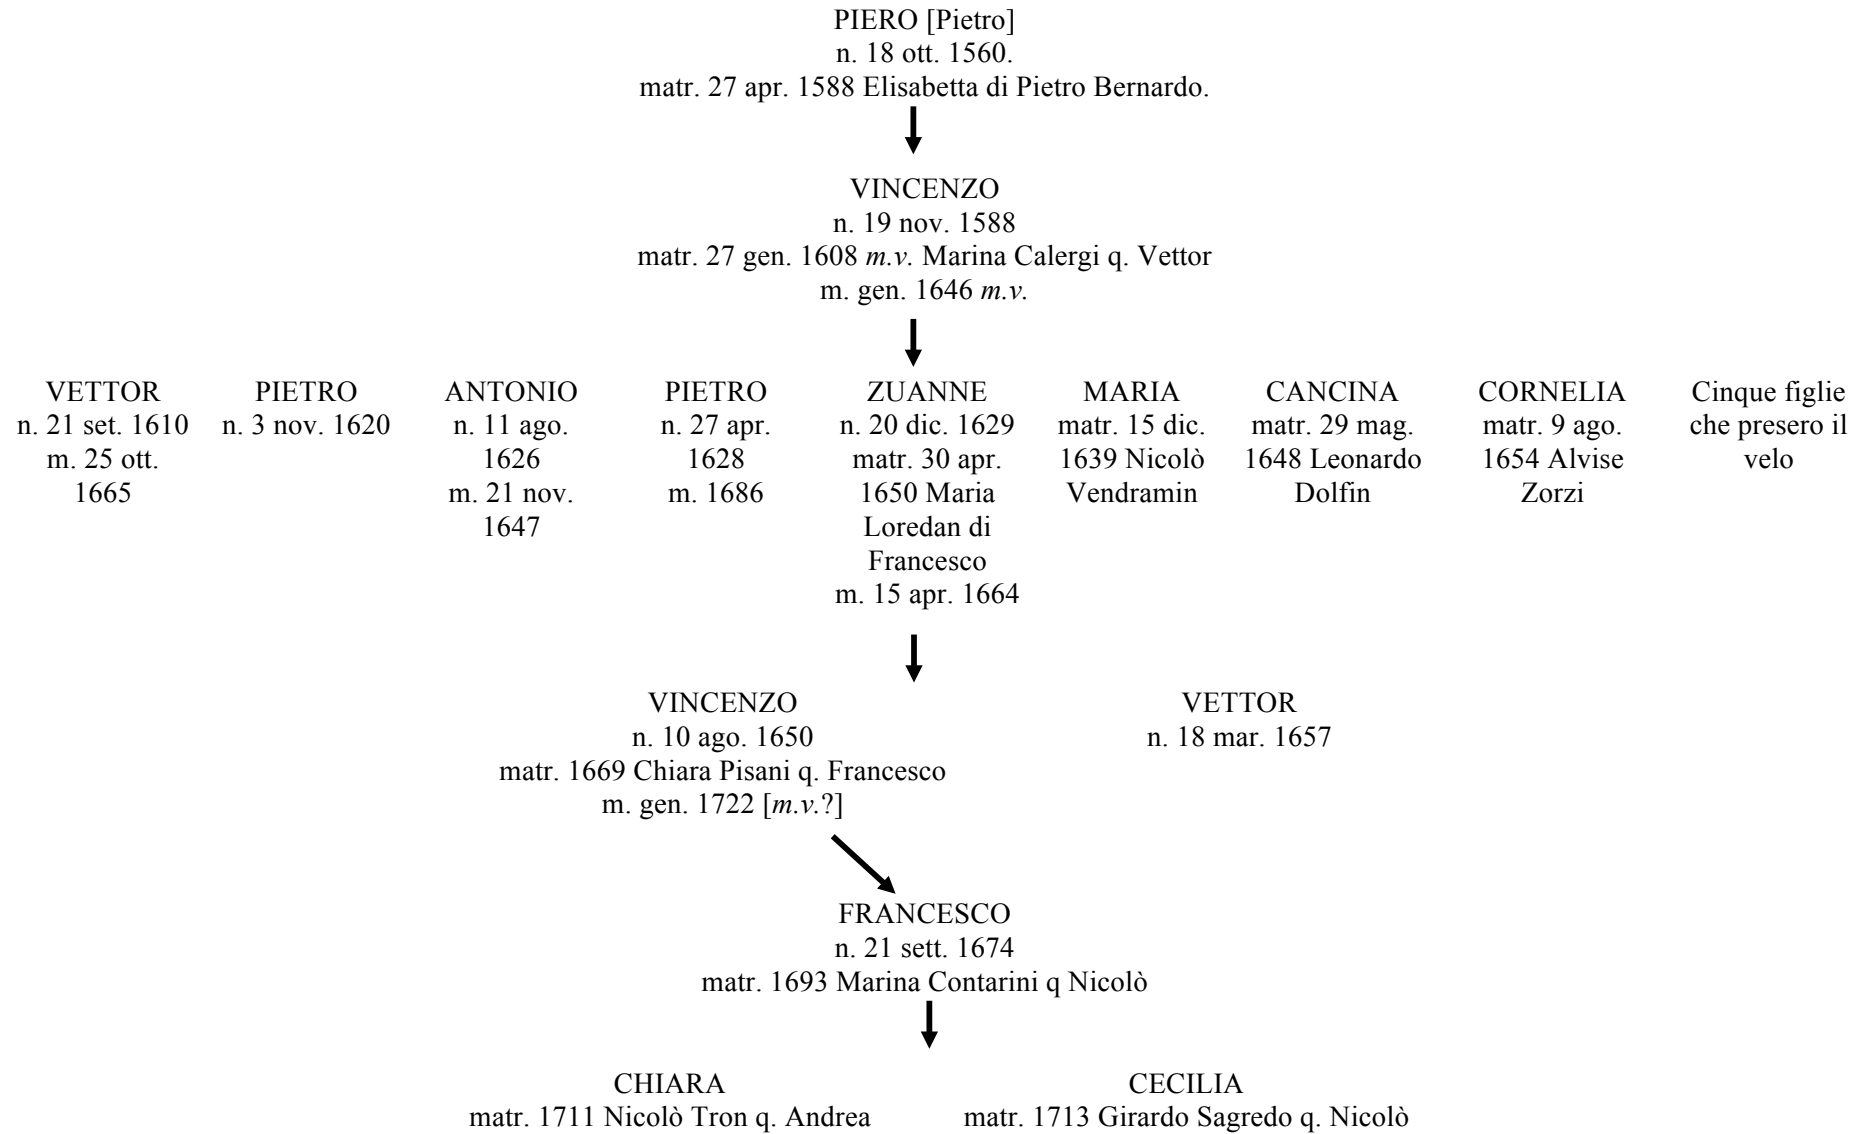 PIERO [Pietro]
n. 18 ott. 1560.
matr. 27 apr. 1588 Elisabetta di Pietro Bernardo.
VINCENZO
n. 19 nov. 1588
matr. 27 gen. 1608 m.v. Marina Calergi q. Vettor
m. gen. 1646 m.v.
VETTOR
n. 21 set. 1610
m. 25 ott.
1665
PIETRO
n. 3 nov. 1620
ANTONIO
n. 11 ago.
1626
m. 21 nov.
1647
PIETRO
n. 27 apr.
1628
m. 1686
ZUANNE
n. 20 dic. 1629
matr. 30 apr.
1650 Maria
Loredan di
Francesco
m. 15 apr. 1664
MARIA
matr. 15 dic.
1639 Nicolò
Vendramin
CANCINA
matr. 29 mag.
1648 Leonardo
Dolfin
CORNELIA
matr. 9 ago.
1654 Alvise
Zorzi
Cinque figlie
che presero il
velo
VINCENZO
n. 10 ago. 1650
matr. 1669 Chiara Pisani q. Francesco
m. gen. 1722 [m.v.?]
VETTOR
n. 18 mar. 1657
FRANCESCO
n. 21 sett. 1674
matr. 1693 Marina Contarini q Nicolò
CHIARA
matr. 1711 Nicolò Tron q. Andrea
CECILIA
matr. 1713 Girardo Sagredo q. Nicolò